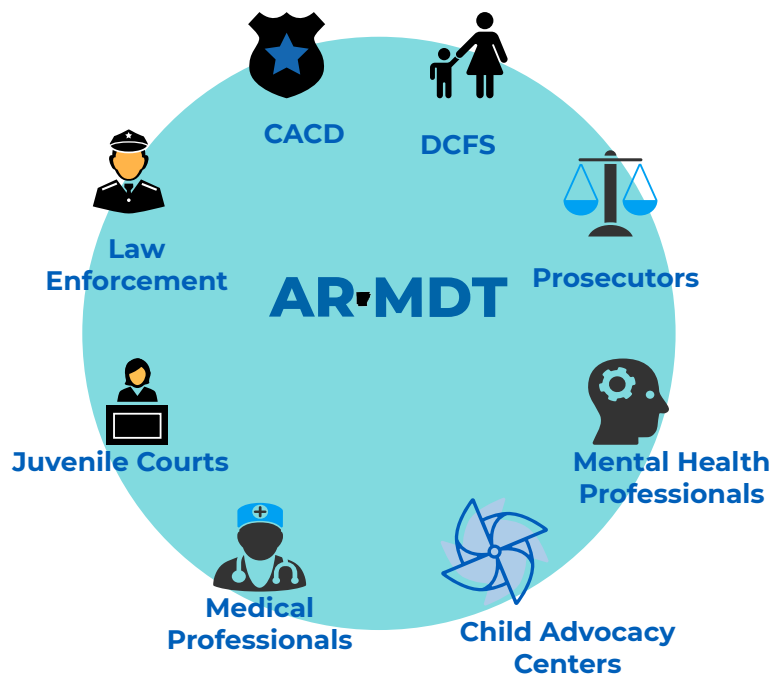 CACD
DCFS
Law
Enforcement
Prosecutors
AR MDT
Juvenile Courts
Mental Health
Professionals
Medical
Professionals
Child Advocacy
Centers